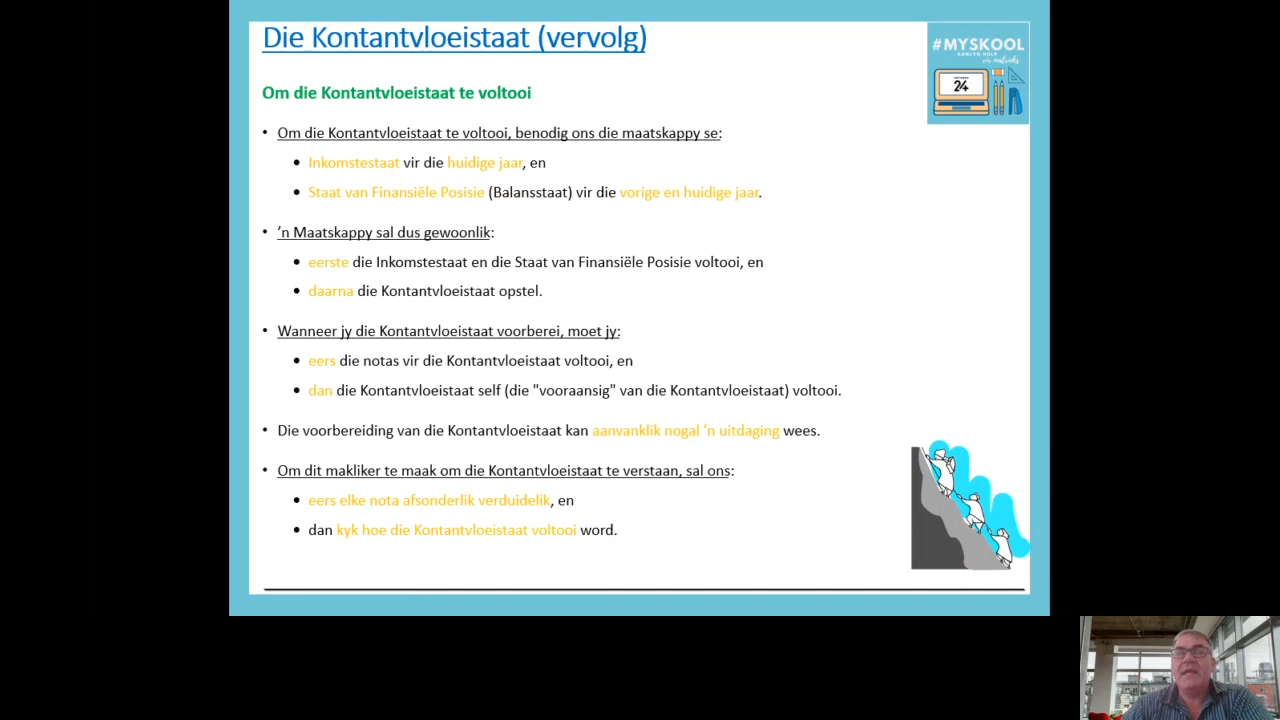 Die Kontantvloeistaat (vervolg)
#MYSKOOL
AANLYN HULP
vir matrieks
NETWERK
24
Om die Kontantvloeistaat te voltooi
• Om die Kontantvloeistaat te voltooi, benodig ons die maatskappy se:
• Inkomstestaat vir die huidige jaar, en
• Staat van Finansiële Posisie (Balansstaat) vir die vorige en huidige jaar.
• ’n Maatskappy sal dus gewoonlik:
• eerste die Inkomstestaat en die Staat van Finansiële Posisie voltooi, en
• daarna die Kontantvloeistaat opstel.
• Wanneer jy die Kontantvloeistaat voorberei, moet jy:
• eers die notas vir die Kontantvloeistaat voltooi, en
• dan die Kontantvloeistaat self (die "vooraansig" van die Kontantvloeistaat) voltooi.
• Die voorbereiding van die Kontantvloeistaat kan aanvanklik nogal ’n uitdaging wees.
• Om dit makliker te maak om die Kontantvloeistaat te verstaan, sal ons:
• eers elke nota afsonderlik verduidelik, en
• dan kyk hoe die Kontantvloeistaat voltooi word.